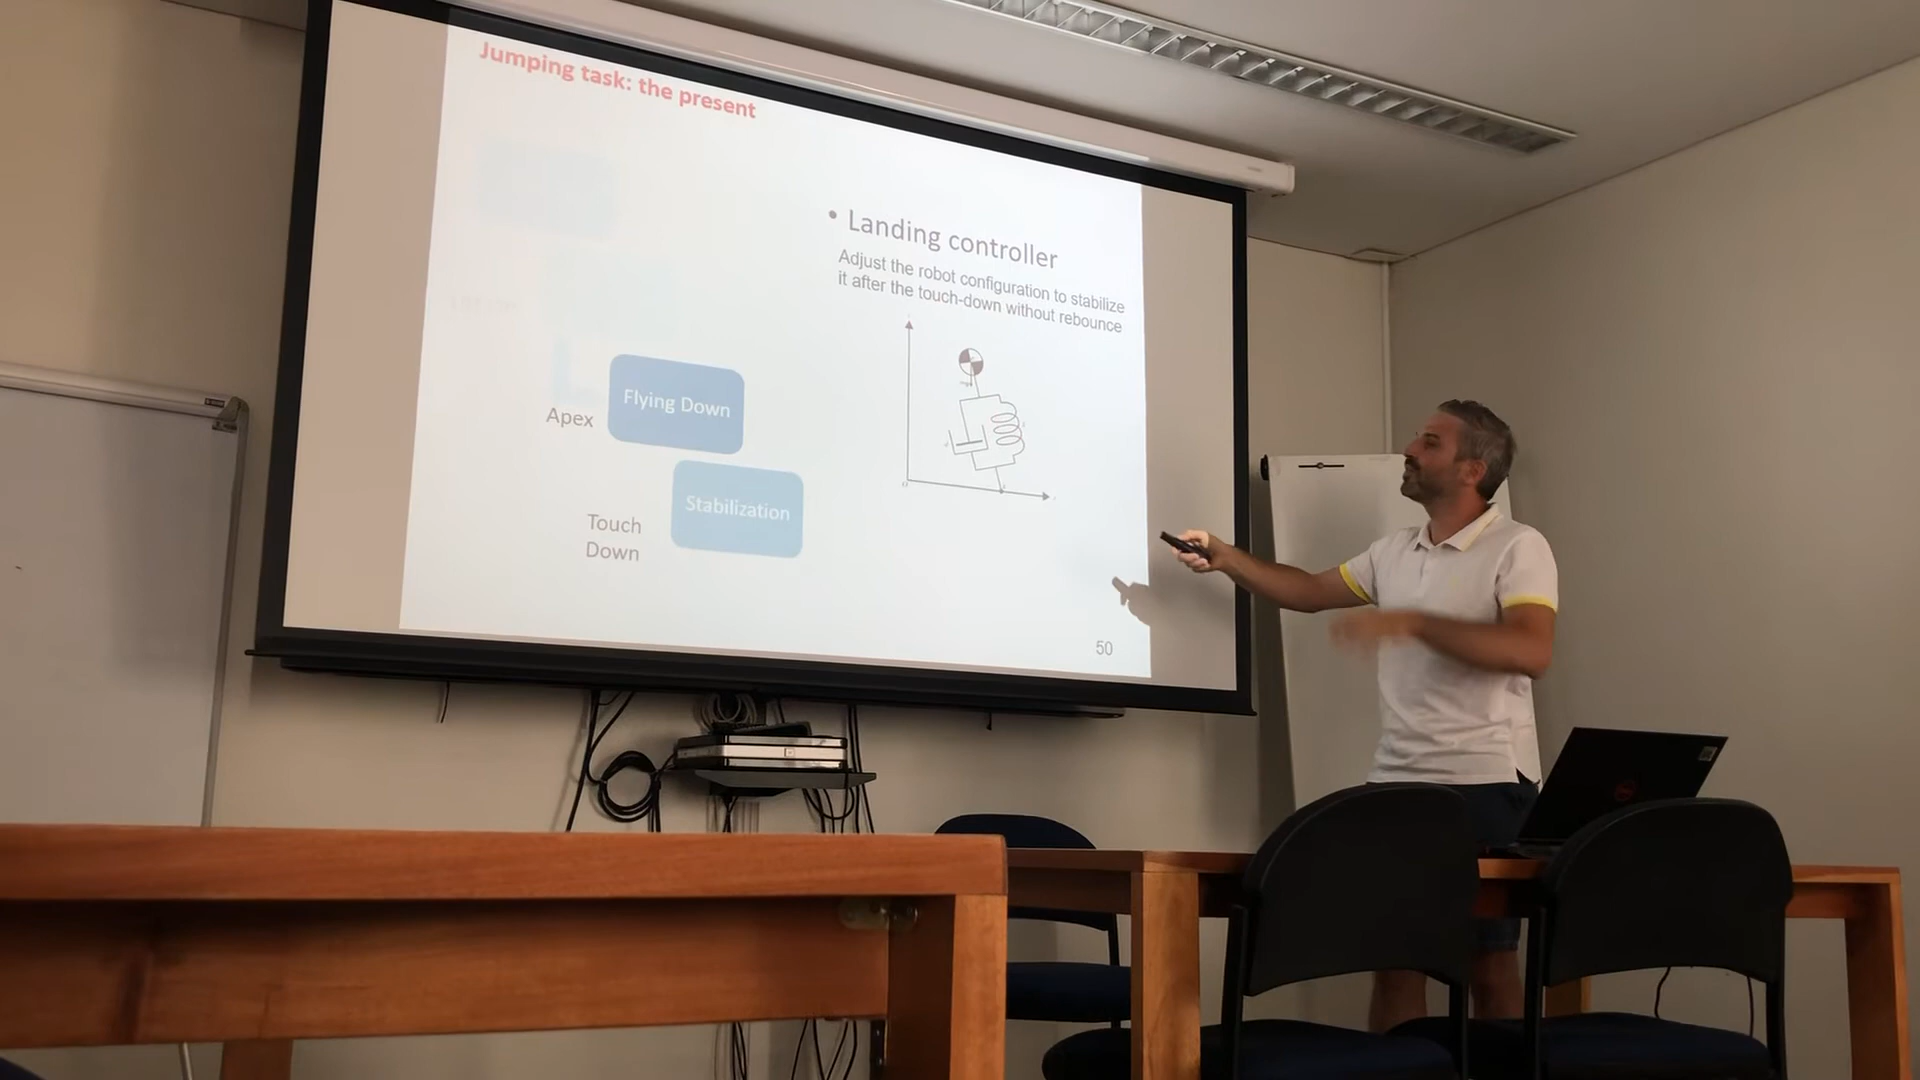 Jumping task: the present
• Landing controller
Adjust the robot configuration to stabilize
it after the touch-down without rebounce
Flying Down
Apex
Stabilization
Touch
Down
50